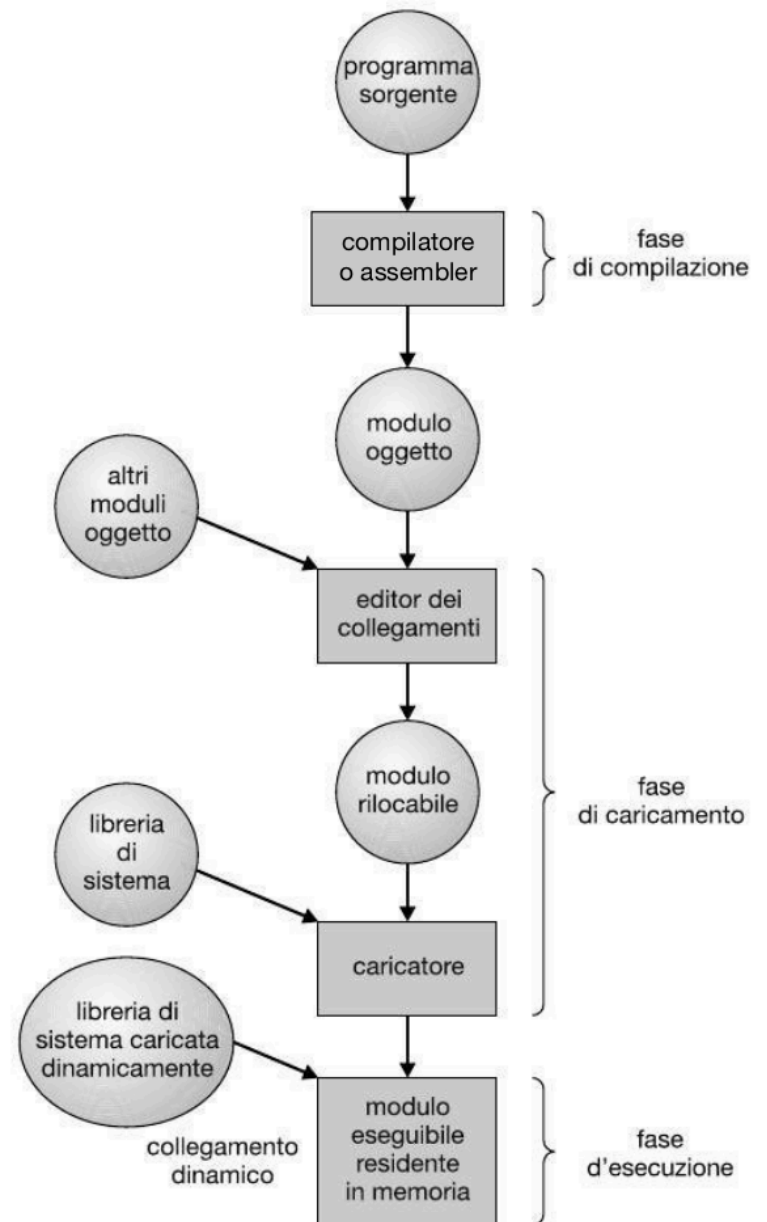 programma
sorgente
compilatore
o assembler
fase
di compilazione
modulo
oggetto
altri
moduli
oggetto
editor dei
collegamenti
modulo
rilocabile
fase
di caricamento
libreria
di
sistema
caricatore
libreria di
sistema caricata
dinamicamente
collegamento
dinamico
modulo
eseguibile
residente
in memoria
fase
d'esecuzione